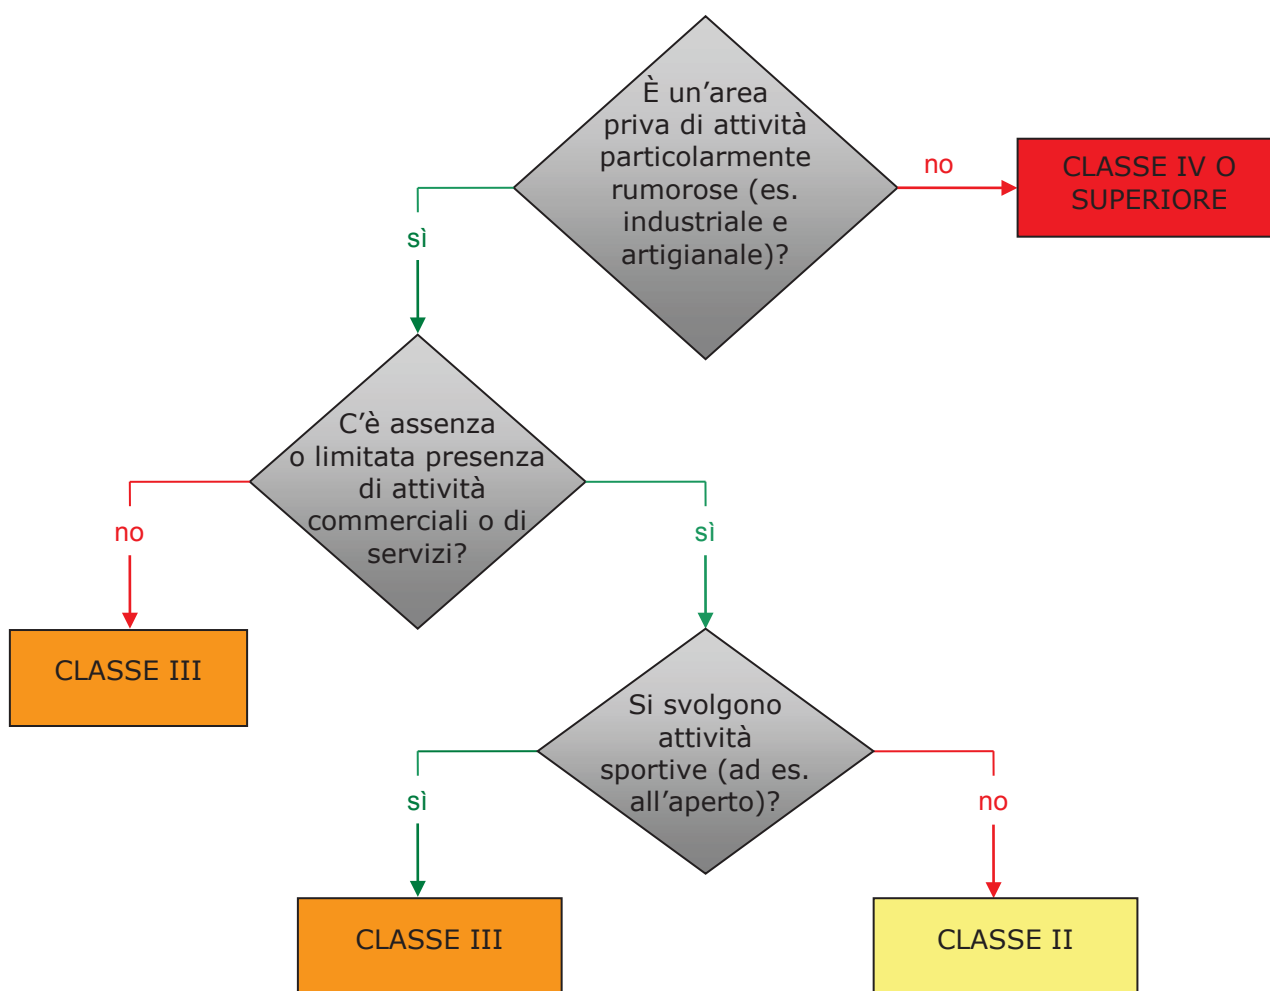 È un’area
priva di attività
particolarmente
rumorose (es.
industriale e
artigianale)?
no
CLASSE IV O
SUPERIORE
sì
C’è assenza
o limitata presenza
di attività
commerciali o di
servizi?
no
sì
CLASSE III
Si svolgono
attività
sportive (ad es.
all’aperto)?
sì
no
CLASSE III
CLASSE II